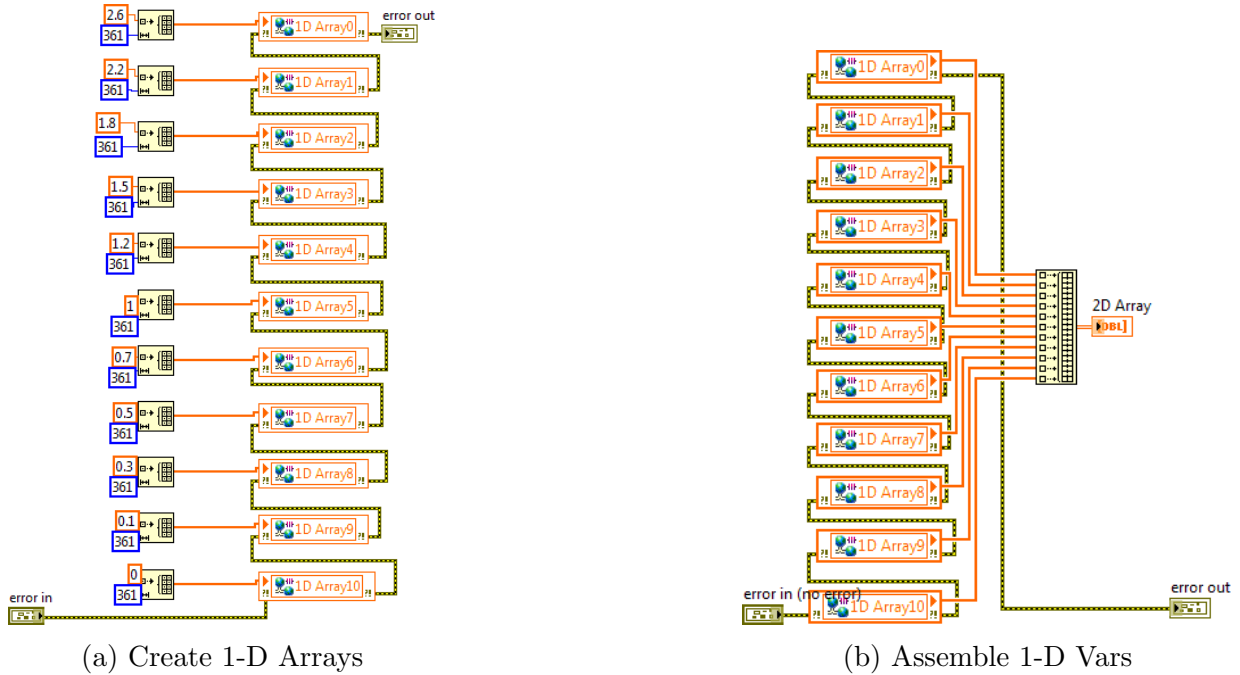 2.6
361
1D Array0
error out
2.2
361
1D Array1
1.8
361
1D Array2
1.5
361
1D Array3
1.2
361
1D Array4
1
361
1D Array5
0.7
361
1D Array6
0.5
361
1D Array7
0.3
361
1D Array8
0.1
361
1D Array9
0
361
1D Array10
error in
(a) Create 1-D Arrays
1D Array0
1D Array1
1D Array2
1D Array3
1D Array4
1D Array5
1D Array6
1D Array7
1D Array8
1D Array9
1D Array10
error in (no error)
2D Array
DBL]
error out
(b) Assemble 1-D Vars